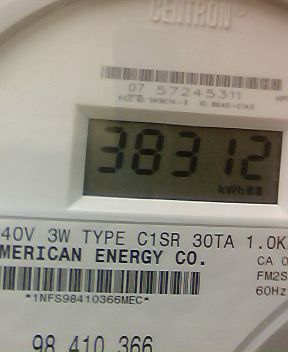 CENTRON®
07 57245311
38312
kWh
40V 3W TYPE C1SR 30TA 1.0K
MERICAN ENERGY CO.
CA 0
FM2S
60Hz
*1NFS98410366MEC*
98 410 366